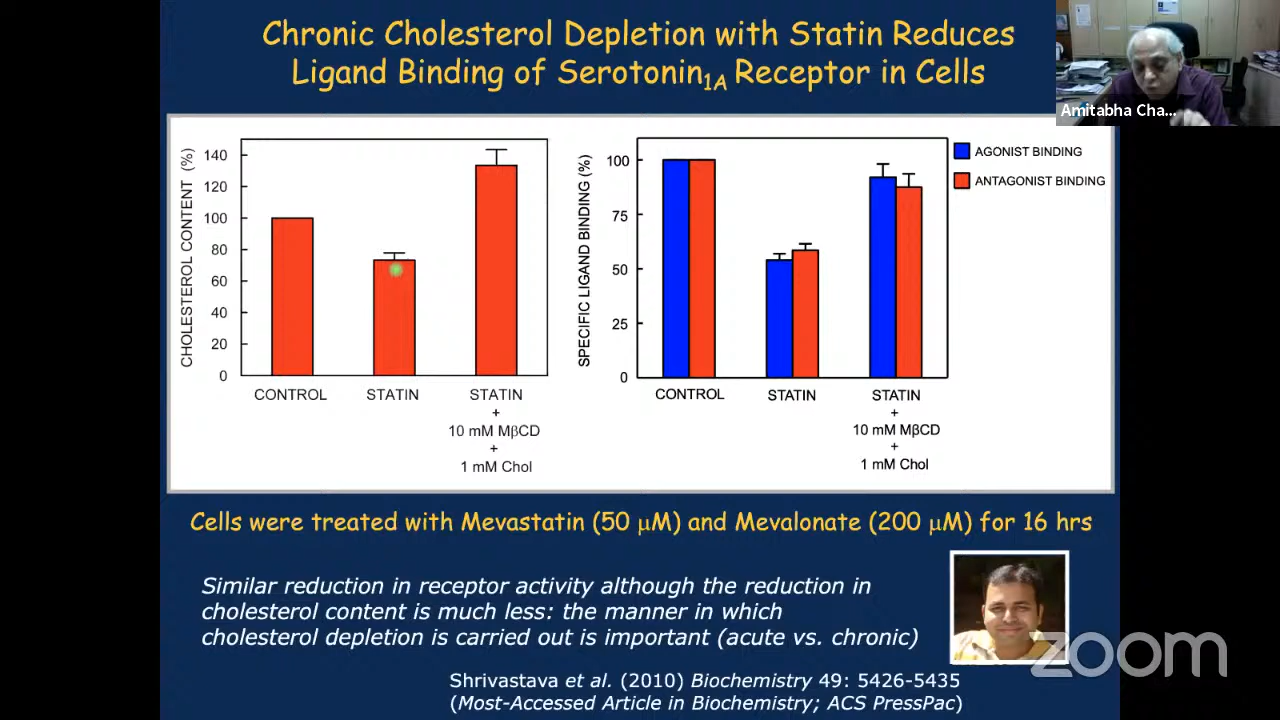 Chronic Cholesterol Depletion with Statin Reduces
Ligand Binding of Serotonin1A Receptor in Cells
Amitabha Cha...
CHOLESTEROL CONTENT (%)
140
120
100
80
60
40
20
0
CONTROL
STATIN
STATIN
+
10 mM MβCD
+
1 mM Chol
SPECIFIC LIGAND BINDING (%)
100
75
50
25
0
CONTROL
STATIN
STATIN
+
10 mM MβCD
+
1 mM Chol
AGONIST BINDING
ANTAGONIST BINDING
Cells were treated with Mevastatin (50 μM) and Mevalonate (200 μM) for 16 hrs
Similar reduction in receptor activity although the reduction in
cholesterol content is much less: the manner in which
cholesterol depletion is carried out is important (acute vs. chronic)
zoom
Shrivastava et al. (2010) Biochemistry 49: 5426-5435
(Most-Accessed Article in Biochemistry; ACS PressPac)